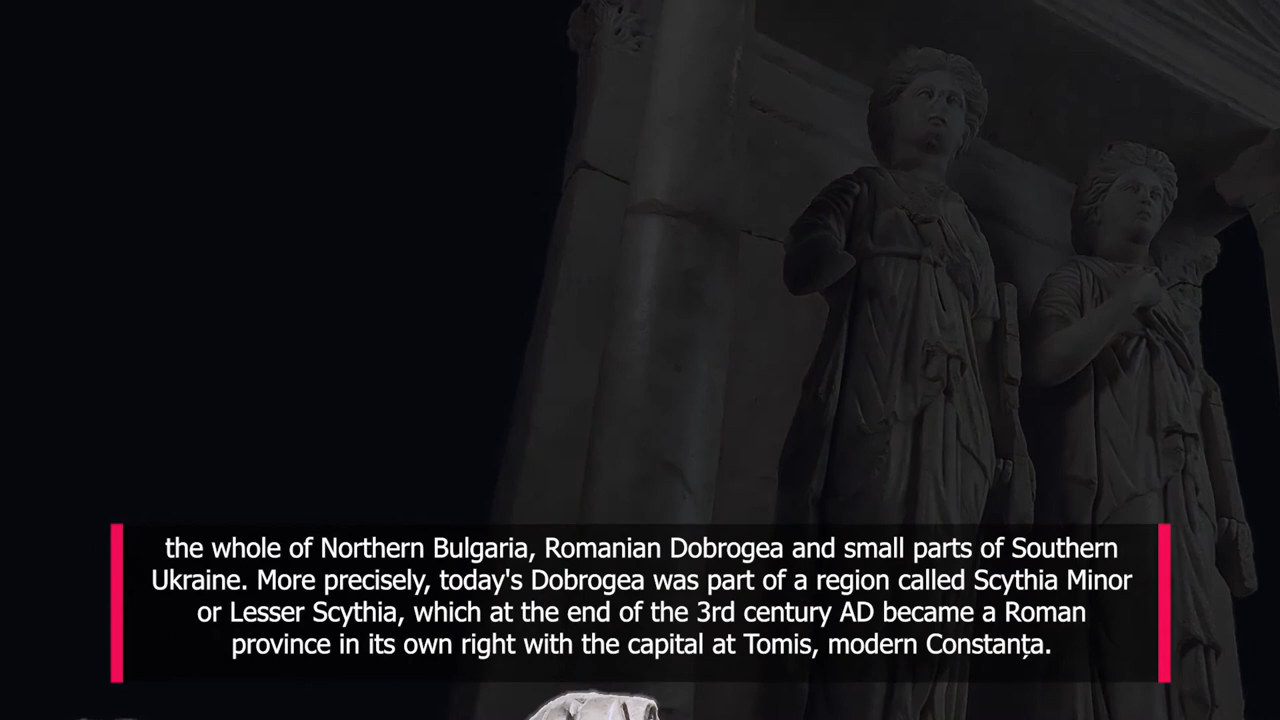 the whole of Northern Bulgaria, Romanian Dobrogea and small parts of Southern
Ukraine. More precisely, today's Dobrogea was part of a region called Scythia Minor
or Lesser Scythia, which at the end of the 3rd century AD became a Roman
province in its own right with the capital at Tomis, modern Constanța.